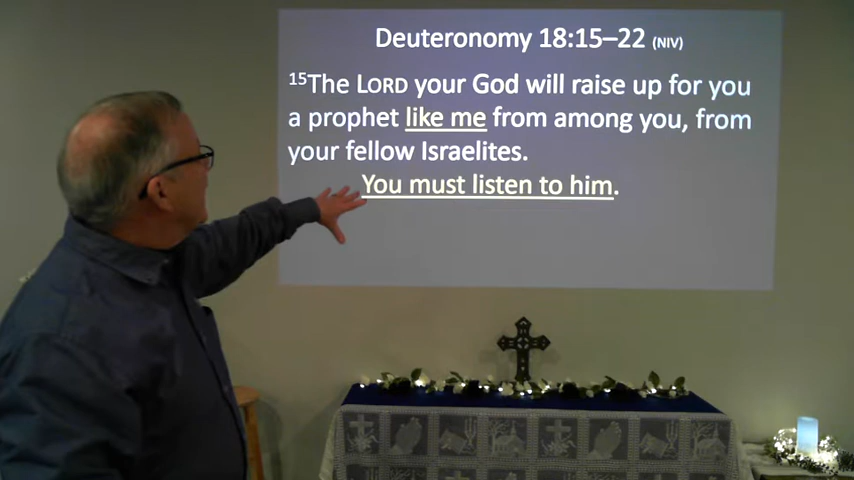 Deuteronomy 18:15–22 (NIV)
15The LORD your God will raise up for you
a prophet like me from among you, from
your fellow Israelites.
You must listen to him.